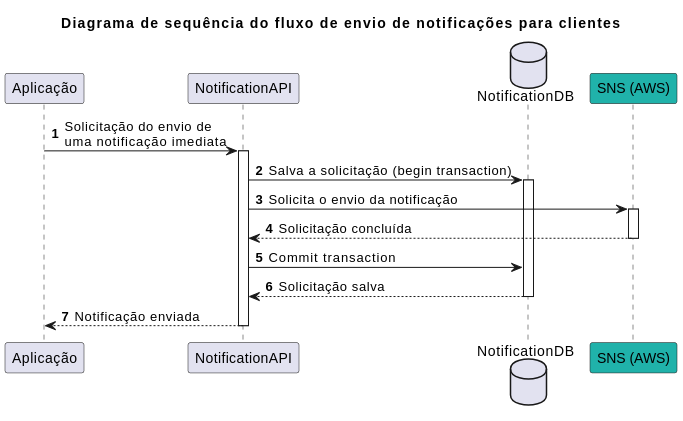 Diagrama de sequência do fluxo de envio de notificações para clientes
Aplicação
NotificationAPI
NotificationDB
SNS (AWS)
1 Solicitação do envio de
uma notificação imediata
2 Salva a solicitação (begin transaction)
3 Solicita o envio da notificação
4 Solicitação concluída
5 Commit transaction
6 Solicitação salva
7 Notificação enviada
Aplicação
NotificationAPI
NotificationDB
SNS (AWS)